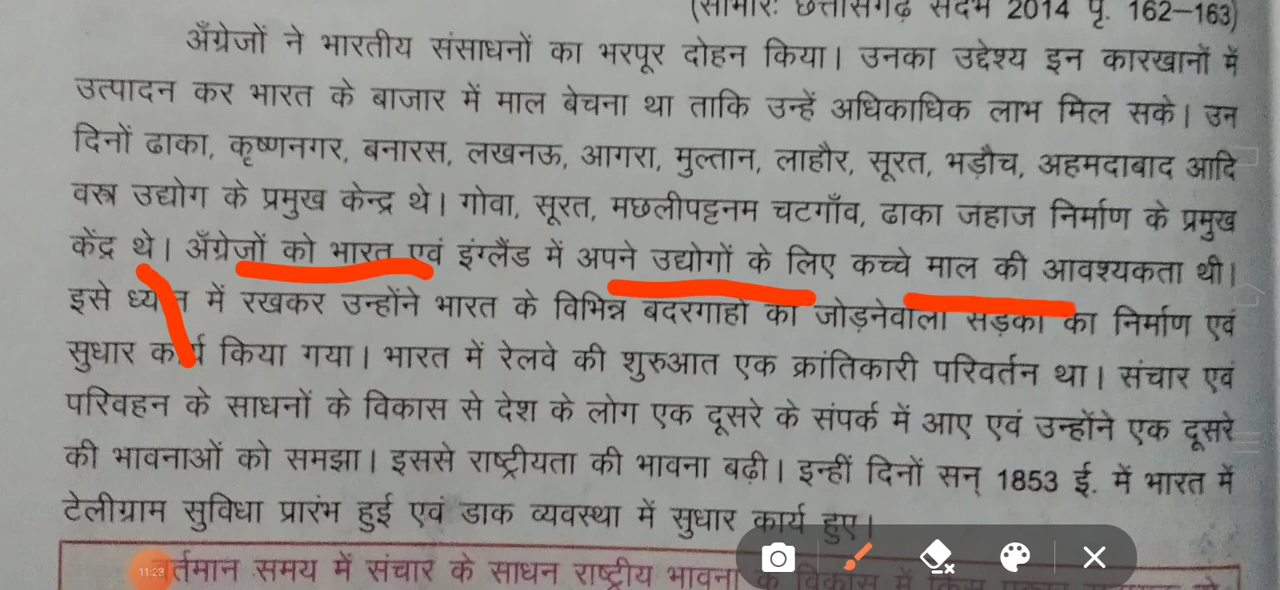 (साभारः छत्तीसगढ़ संदर्भ 2014 पृ. 162–163)
अँग्रेजों ने भारतीय संसाधनों का भरपूर दोहन किया। उनका उद्देश्य इन कारखानों में
उत्पादन कर भारत के बाजार में माल बेचना था ताकि उन्हें अधिकाधिक लाभ मिल सके। उन
दिनों ढाका, कृष्णनगर, बनारस, लखनऊ, आगरा, मुल्तान, लाहौर, सूरत, भड़ौच, अहमदाबाद आदि
वस्त्र उद्योग के प्रमुख केन्द्र थे। गोवा, सूरत, मछलीपट्टनम चटगाँव, ढाका जहाज निर्माण के प्रमुख
केंद्र थे। अँग्रेजों को भारत एवं इंग्लैंड में अपने उद्योगों के लिए कच्चे माल की आवश्यकता थी।
इसे ध्यान में रखकर उन्होंने भारत के विभिन्न बंदरगाहों को जोड़नेवाली सड़कों का निर्माण एवं
सुधार कार्य किया गया। भारत में रेलवे की शुरुआत एक क्रांतिकारी परिवर्तन था। संचार एवं
परिवहन के साधनों के विकास से देश के लोग एक दूसरे के संपर्क में आए एवं उन्होंने एक दूसरे
की भावनाओं को समझा। इससे राष्ट्रीयता की भावना बढ़ी। इन्हीं दिनों सन् 1853 ई. में भारत में
टेलीग्राम सुविधा प्रारंभ हुई एवं डाक व्यवस्था में सुधार कार्य हुए।
11:23 र्तमान समय में संचार के साधन राष्ट्रीय भावना के विकास में